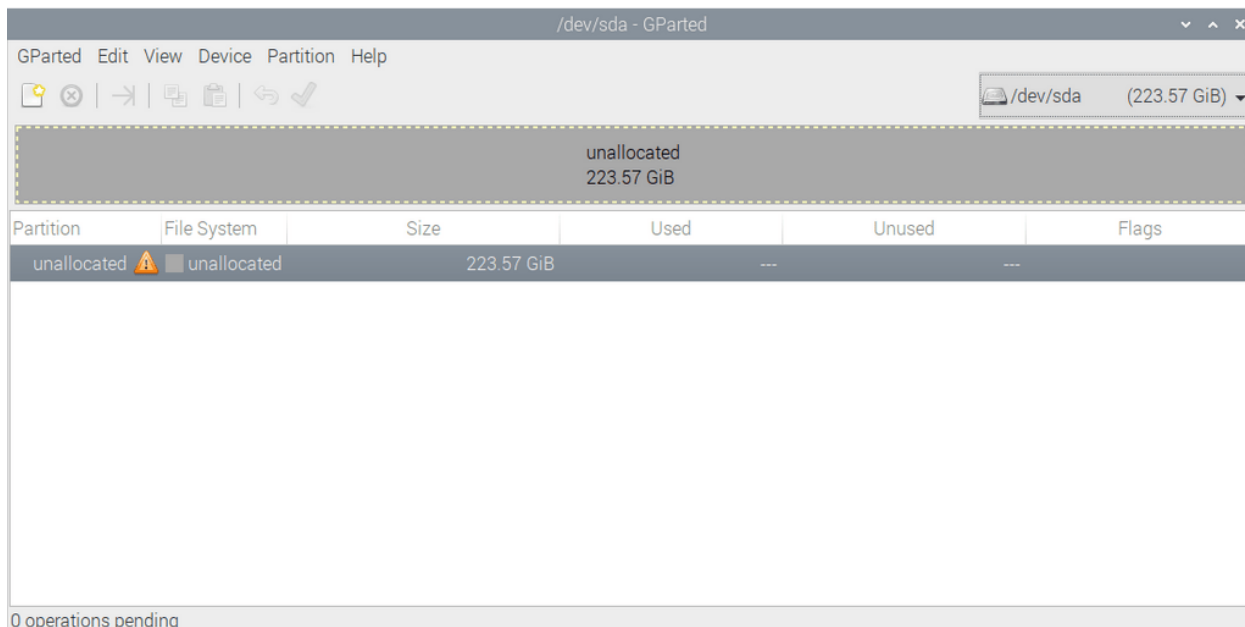 /dev/sda - GParted
GParted Edit View Device Partition Help
/dev/sda (223.57 GiB)
unallocated
223.57 GiB
Partition File System Size Used Unused Flags
unallocated unallocated 223.57 GiB --- ---
0 operations pending